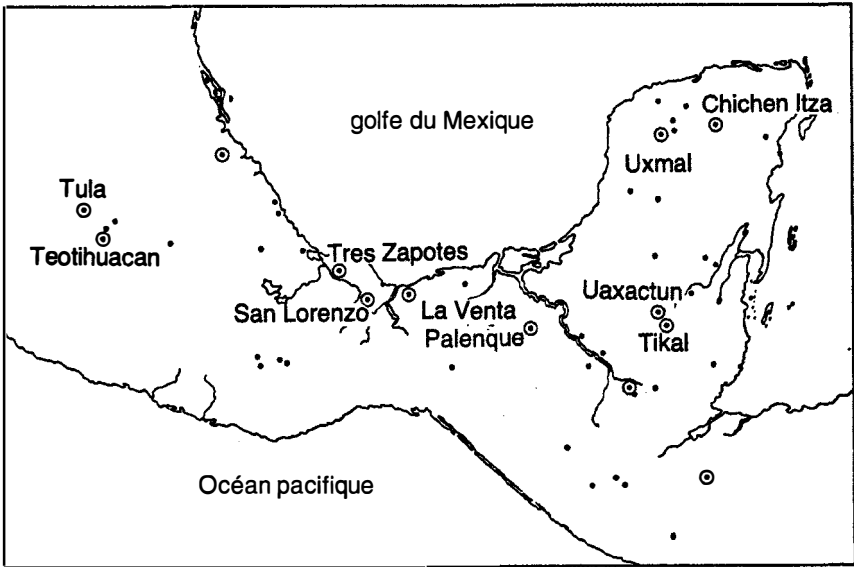 golfe du Mexique
Chichen Itza
Uxmal
Tula
Teotihuacan
Tres Zapotes
San Lorenzo
La Venta
Palenque
Uaxactun
Tikal
Océan pacifique